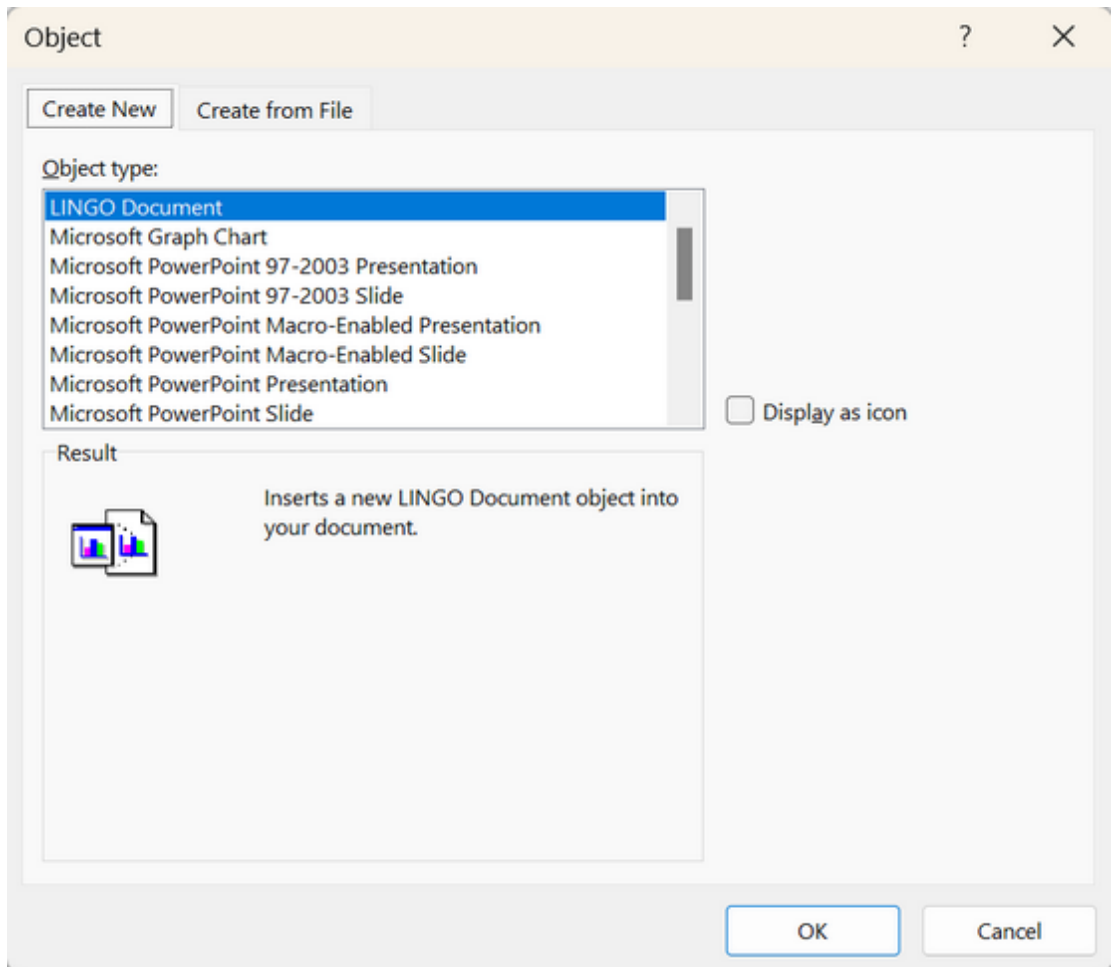 Object
?
Create New
Create from File
Object type:
LINGO Document
Microsoft Graph Chart
Microsoft PowerPoint 97-2003 Presentation
Microsoft PowerPoint 97-2003 Slide
Microsoft PowerPoint Macro-Enabled Presentation
Microsoft PowerPoint Macro-Enabled Slide
Microsoft PowerPoint Presentation
Microsoft PowerPoint Slide
Display as icon
Result
Inserts a new LINGO Document object into
your document.
OK
Cancel